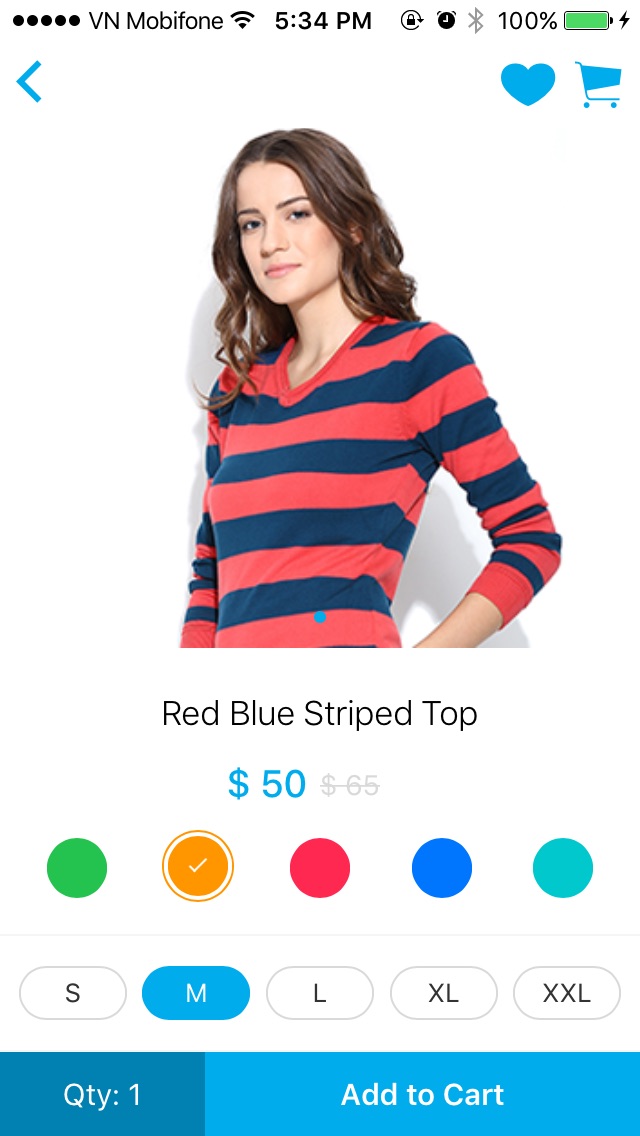 VN Mobifone 5:34 PM 100%
Red Blue Striped Top
$ 50 $ 65
S M L XL XXL
Qty: 1 Add to Cart